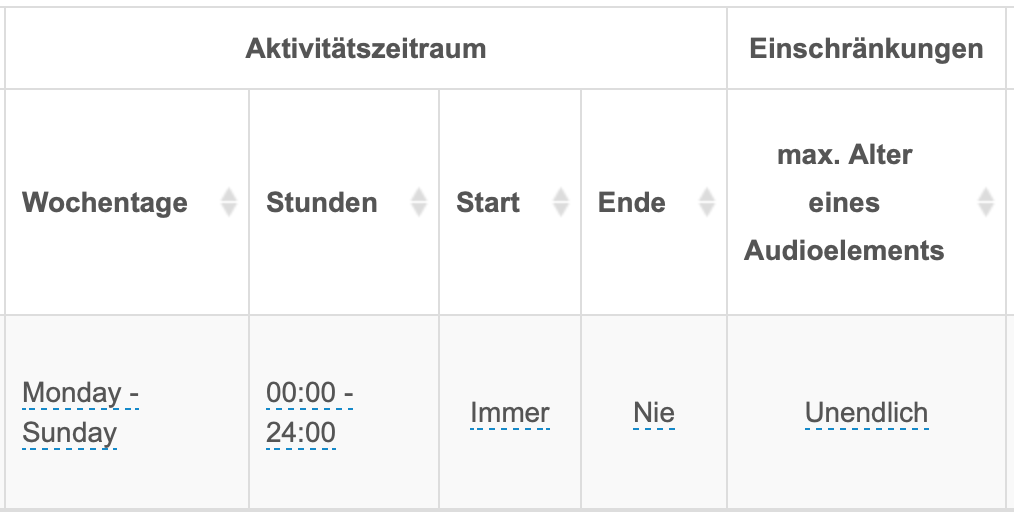 Aktivitätszeitraum
Einschränkungen
Wochentage
Stunden
Start
Ende
max. Alter
eines
Audioelements
Monday -
Sunday
00:00 -
24:00
Immer
Nie
Unendlich